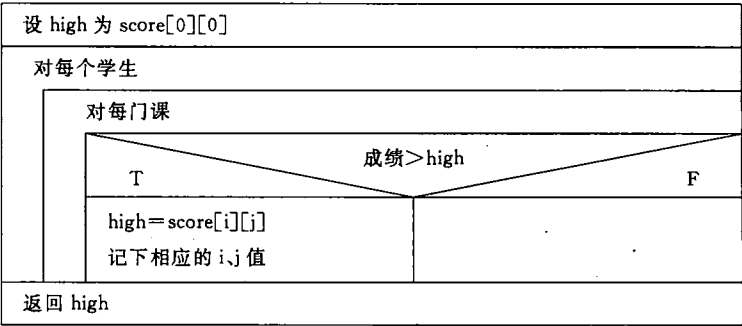 设 high 为 score[0][0]
对每个学生
对每门课
成绩>high
T
F
high=score[i][j]
记下相应的 i、j 值
返回 high